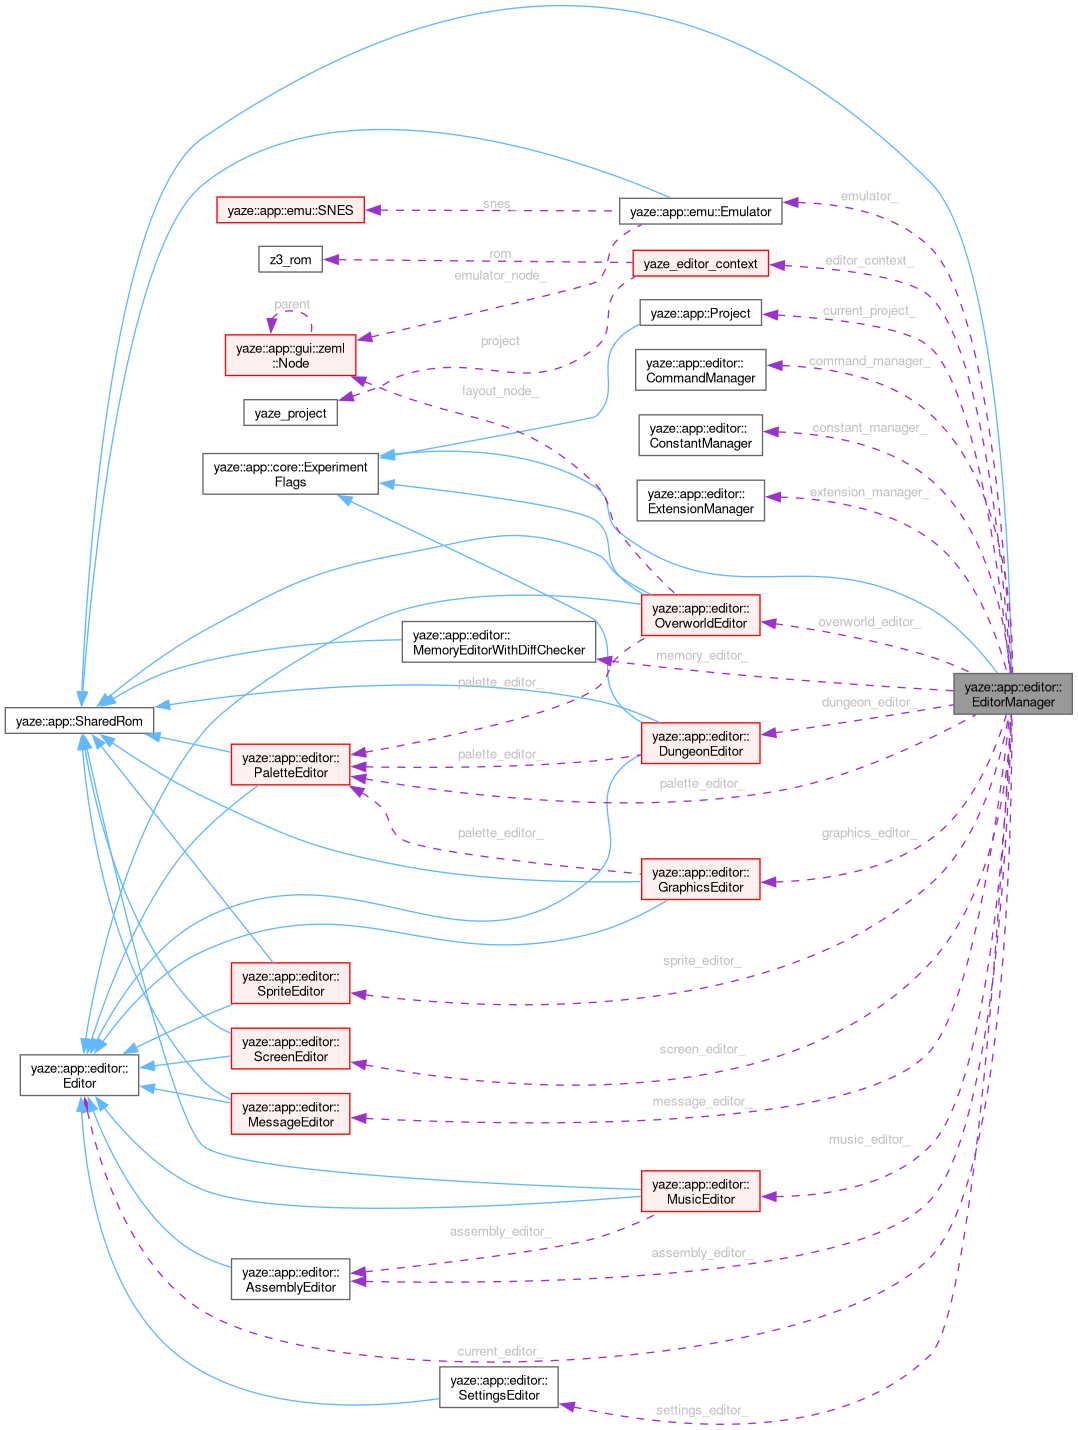 emulator_
yaze::app::emu::SNES
snes
yaze::app::emu::Emulator
z3_rom
rom
yaze_editor_context
editor_context_
emulator_node_
parent
yaze::app::Project
current_project_
yaze::app::gui::zeml
::Node
project
yaze::app::editor::
CommandManager
command_manager_
layout_node_
yaze_project
yaze::app::editor::
ConstantManager
constant_manager_
yaze::app::core::Experiment
Flags
yaze::app::editor::
ExtensionManager
extension_manager_
yaze::app::editor::
OverworldEditor
overworld_editor_
yaze::app::editor::
MemoryEditorWithDiffChecker
memory_editor_
palette_editor_
yaze::app::editor::
EditorManager
dungeon_editor_
yaze::app::SharedRom
yaze::app::editor::
DungeonEditor
yaze::app::editor::
PaletteEditor
palette_editor_
palette_editor_
palette_editor_
graphics_editor_
yaze::app::editor::
GraphicsEditor
sprite_editor_
yaze::app::editor::
SpriteEditor
yaze::app::editor::
ScreenEditor
screen_editor_
yaze::app::editor::
Editor
yaze::app::editor::
MessageEditor
message_editor_
music_editor_
yaze::app::editor::
MusicEditor
assembly_editor_
assembly_editor_
yaze::app::editor::
AssemblyEditor
current_editor_
yaze::app::editor::
SettingsEditor
settings_editor_